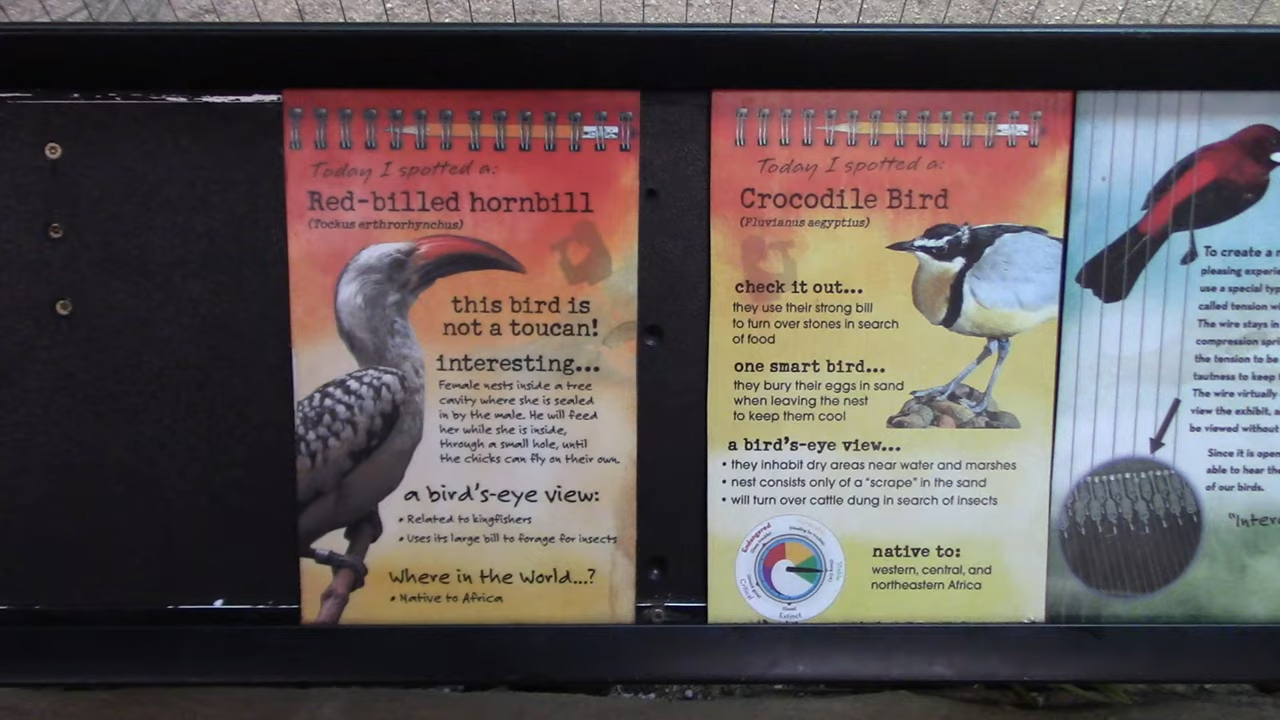 Today I spotted a:
Red-billed hornbill
(Tockus erthrorhynchus)
this bird is
not a toucan!
interesting...
Female nests inside a tree
cavity where she is sealed
in by the male. He will feed
her while she is inside,
through a small hole, until
the chicks can fly on their own.
a bird's-eye view:
• Related to kingfishers
• Uses its large bill to forage for insects
Where in the World...?
• Native to Africa
Today I spotted a:
Crocodile Bird
(Pluvianus aegyptius)
check it out...
they use their strong bill
to turn over stones in search
of food
one smart bird...
they bury their eggs in sand
when leaving the nest
to keep them cool
a bird's-eye view...
• they inhabit dry areas near water and marshes
• nest consists only of a "scrape" in the sand
• will turn over cattle dung in search of insects
Endangered
Stable
Critical
Extinct
native to:
western, central, and
northeastern Africa
To create a
pleasing
use a special
called tension
The wire stays in
compression
the tension to be
tautness to keep
The wire virtually
view the exhibit,
be viewed without
Since it is open
able to hear the
of our birds.